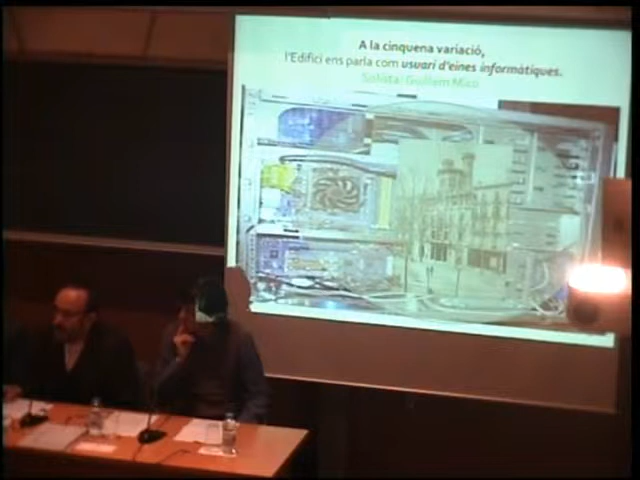 A la cinquena variació,
l'Edifici ens parla com usuari d'eines informàtiques.
Solista: Guillem Mico